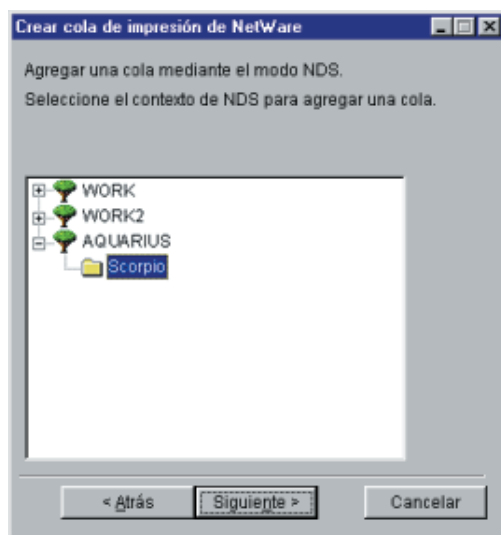 Crear cola de impresión de NetWare
Agregar una cola mediante el modo NDS.
Seleccione el contexto de NDS para agregar una cola.
WORK
WORK2
AQUARIUS
Scorpio
< Atrás
Siguiente >
Cancelar